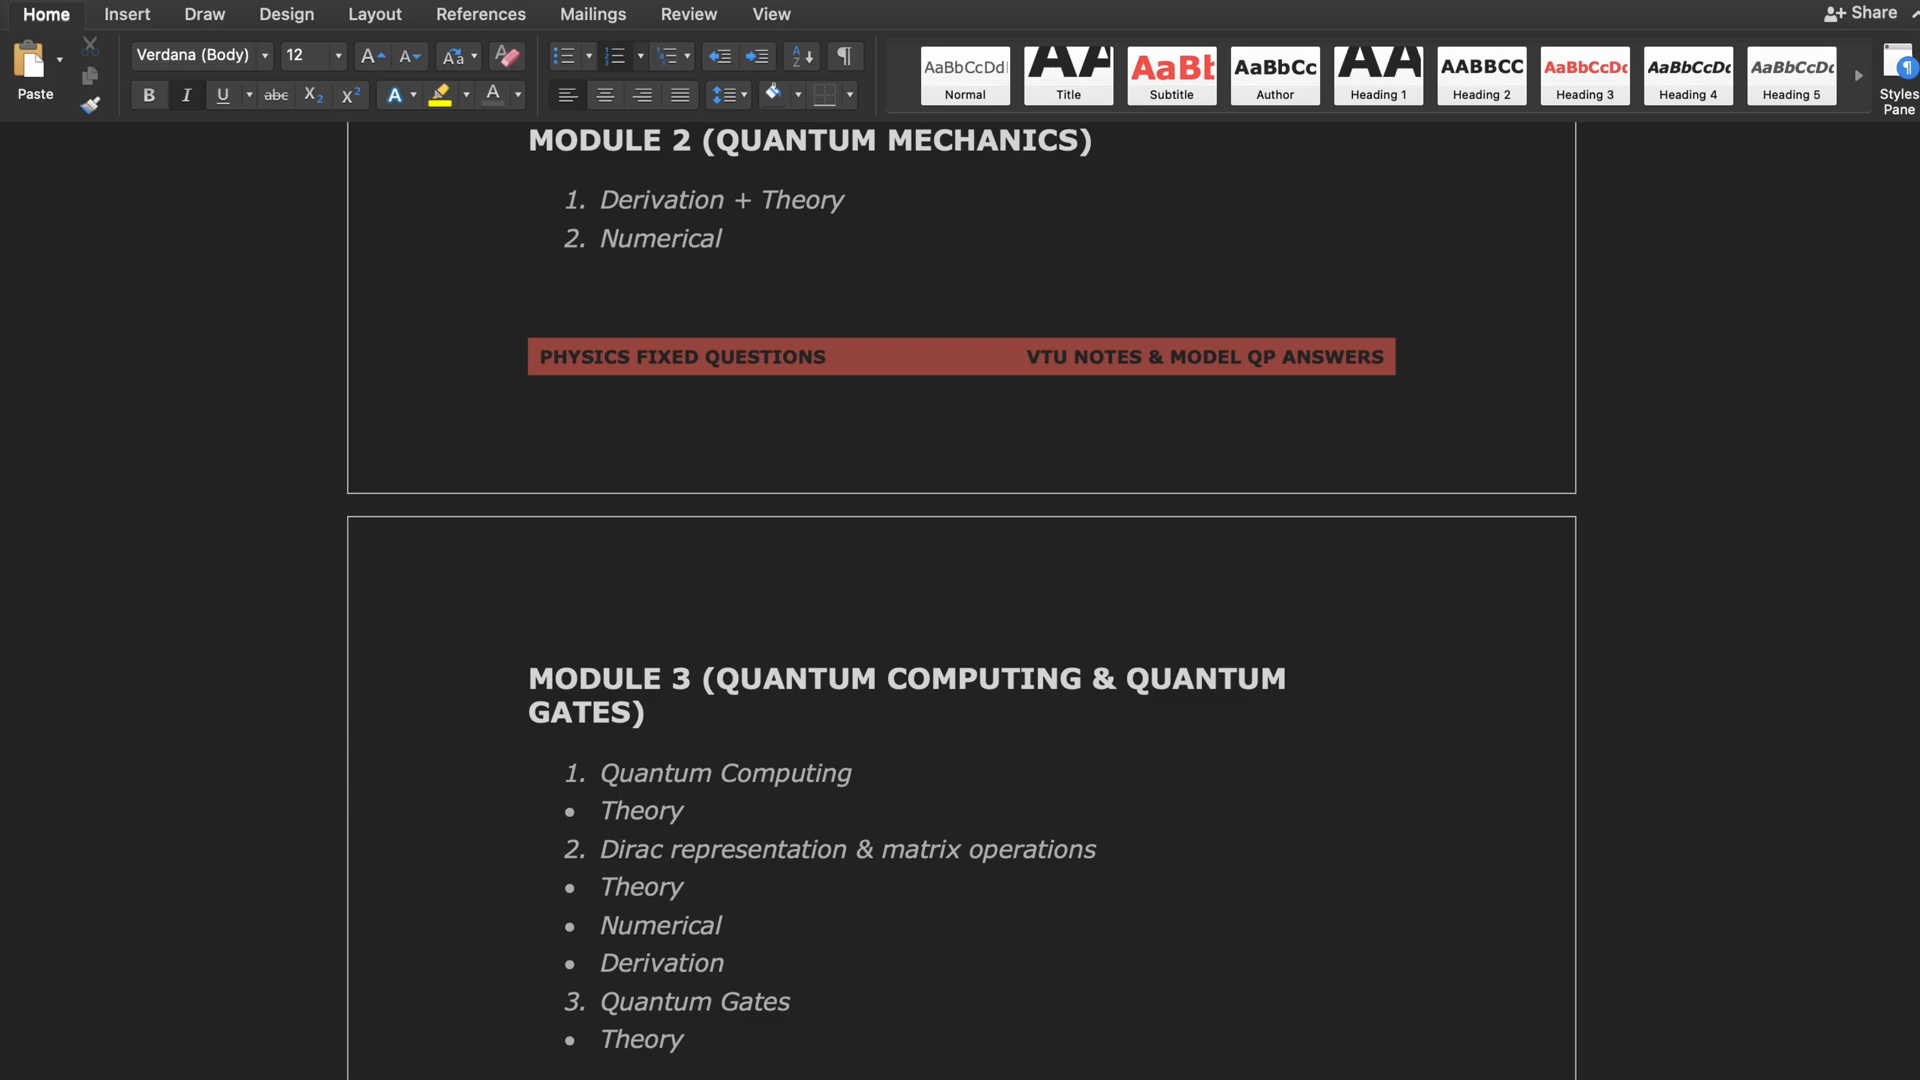 Home Insert Draw Design Layout References Mailings Review View Share
Verdana (Body) 12
Paste
AaBbCcDd AA AaBb AaBbCc AA AABBCC AaBbCcDc AaBbCcDc AaBbCcDc
Normal Title Subtitle Author Heading 1 Heading 2 Heading 3 Heading 4 Heading 5
Styles
Pane
MODULE 2 (QUANTUM MECHANICS)
1. Derivation + Theory
2. Numerical
PHYSICS FIXED QUESTIONS VTU NOTES & MODEL QP ANSWERS
MODULE 3 (QUANTUM COMPUTING & QUANTUM
GATES)
1. Quantum Computing
• Theory
2. Dirac representation & matrix operations
• Theory
• Numerical
• Derivation
3. Quantum Gates
• Theory